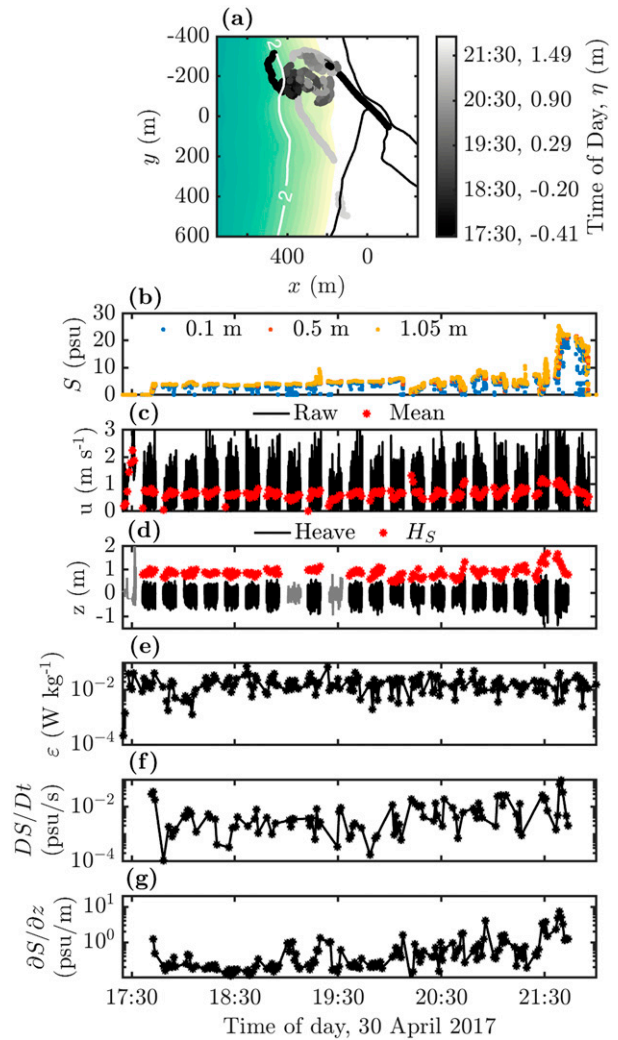 (a)
-400
-200
0
200
400
600
y (m)
2
2
400 200 0
x (m)
21:30, 1.49
20:30, 0.90
19:30, 0.29
18:30, -0.20
17:30, -0.41
Time of Day, η (m)
(b)
30
20
10
0
S (psu)
0.1 m 0.5 m 1.05 m
(c)
Raw Mean
3
2
1
0
u (m s⁻¹)
(d)
Heave H_S
2
1
0
-1
z (m)
(e)
10⁻²
10⁻⁴
ε (W kg⁻¹)
(f)
10⁻²
10⁻⁴
DS/Dt
(psu/s)
(g)
10¹
10⁰
∂S/∂z
(psu/m)
17:30 18:30 19:30 20:30 21:30
Time of day, 30 April 2017